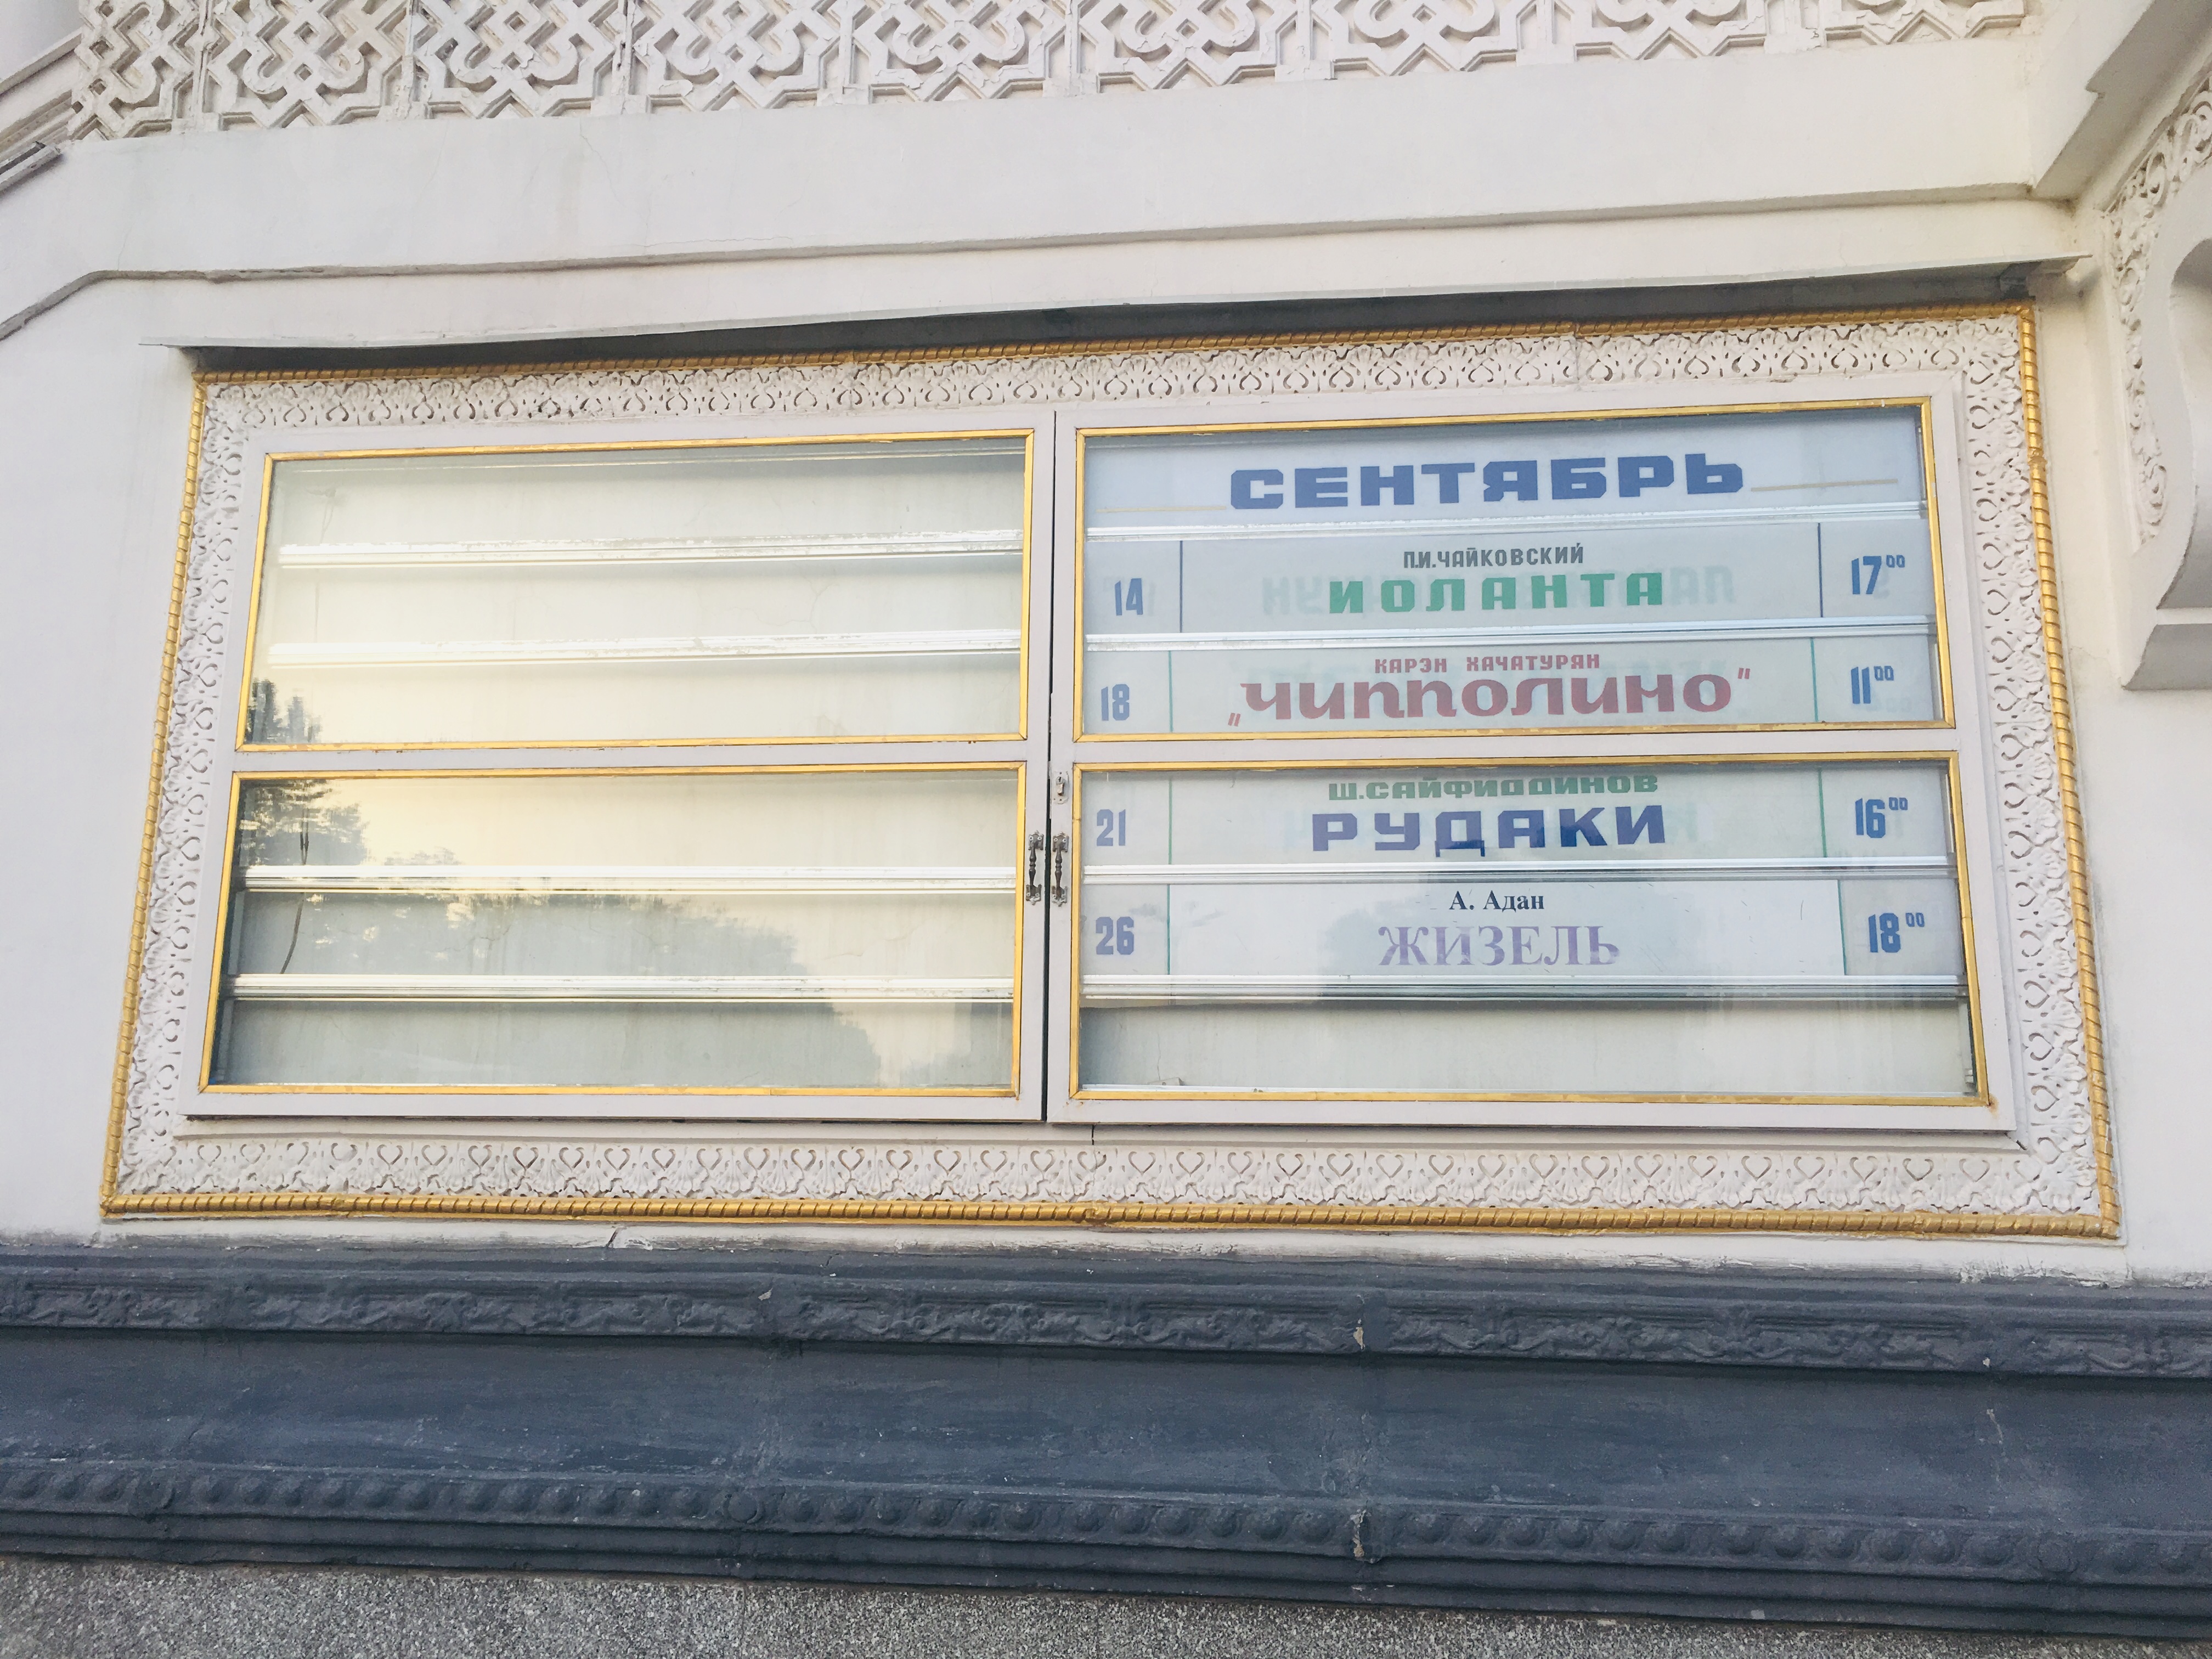 СЕНТЯБРЬ
П.И.ЧАЙКОВСКИЙ
14 ИОЛАНТА 17⁰⁰
КАРЭН ХАЧАТУРЯН
18 „ЧИППОЛИНО" 11⁰⁰
Ш.САЙФИДДИНОВ
21 РУДАКИ 16⁰⁰
А. Адан
26 ЖИЗЕЛЬ 18⁰⁰